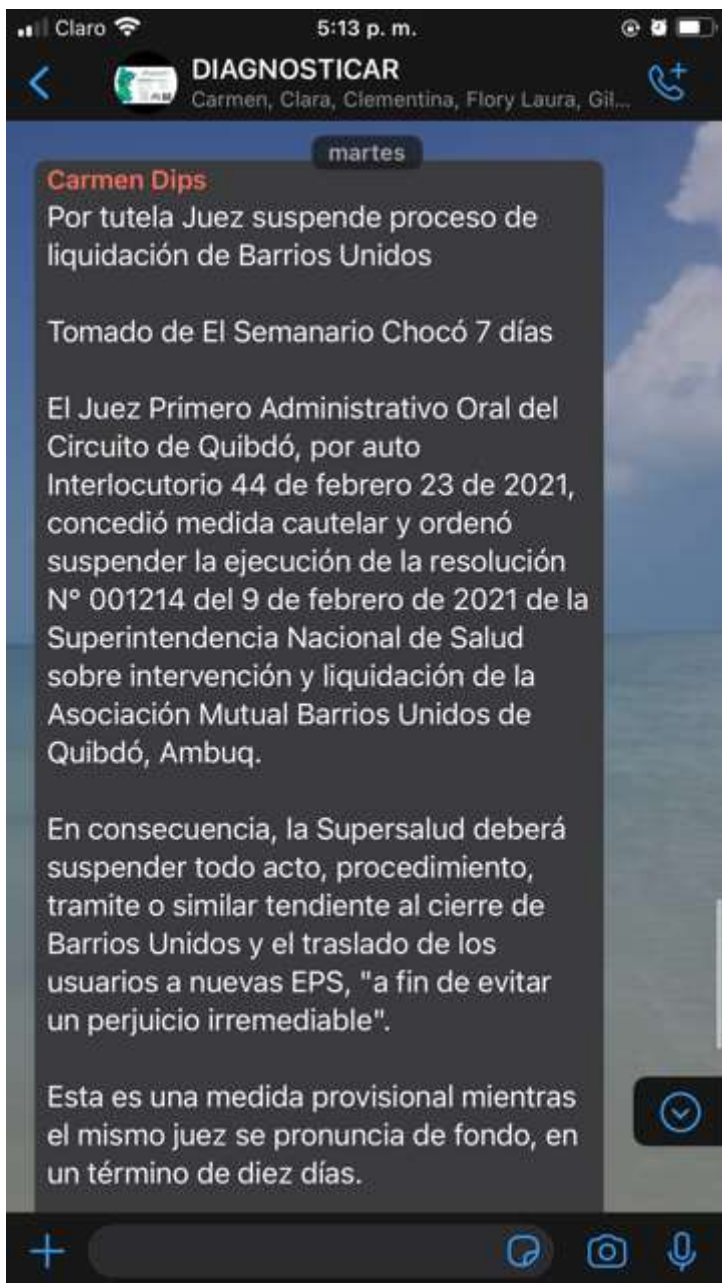 Claro
5:13 p. m.
DIAGNOSTICAR
Carmen, Clara, Clementina, Flory Laura, Gil...
martes
Carmen Dips
Por tutela Juez suspende proceso de
liquidación de Barrios Unidos
Tomado de El Semanario Chocó 7 días
El Juez Primero Administrativo Oral del
Circuito de Quibdó, por auto
Interlocutorio 44 de febrero 23 de 2021,
concedió medida cautelar y ordenó
suspender la ejecución de la resolución
N° 001214 del 9 de febrero de 2021 de la
Superintendencia Nacional de Salud
sobre intervención y liquidación de la
Asociación Mutual Barrios Unidos de
Quibdó, Ambuq.
En consecuencia, la Supersalud deberá
suspender todo acto, procedimiento,
tramite o similar tendiente al cierre de
Barrios Unidos y el traslado de los
usuarios a nuevas EPS, "a fin de evitar
un perjuicio irremediable".
Esta es una medida provisional mientras
el mismo juez se pronuncia de fondo, en
un término de diez días.